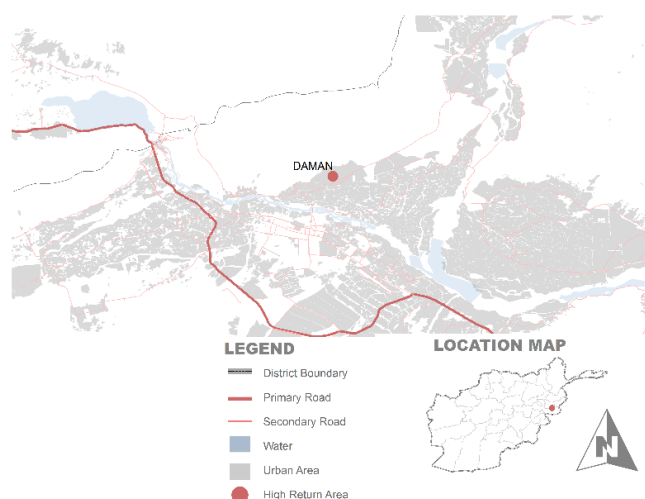 DAMAN
LEGEND
District Boundary
Primary Road
Secondary Road
Water
Urban Area
High Return Area
LOCATION MAP
N